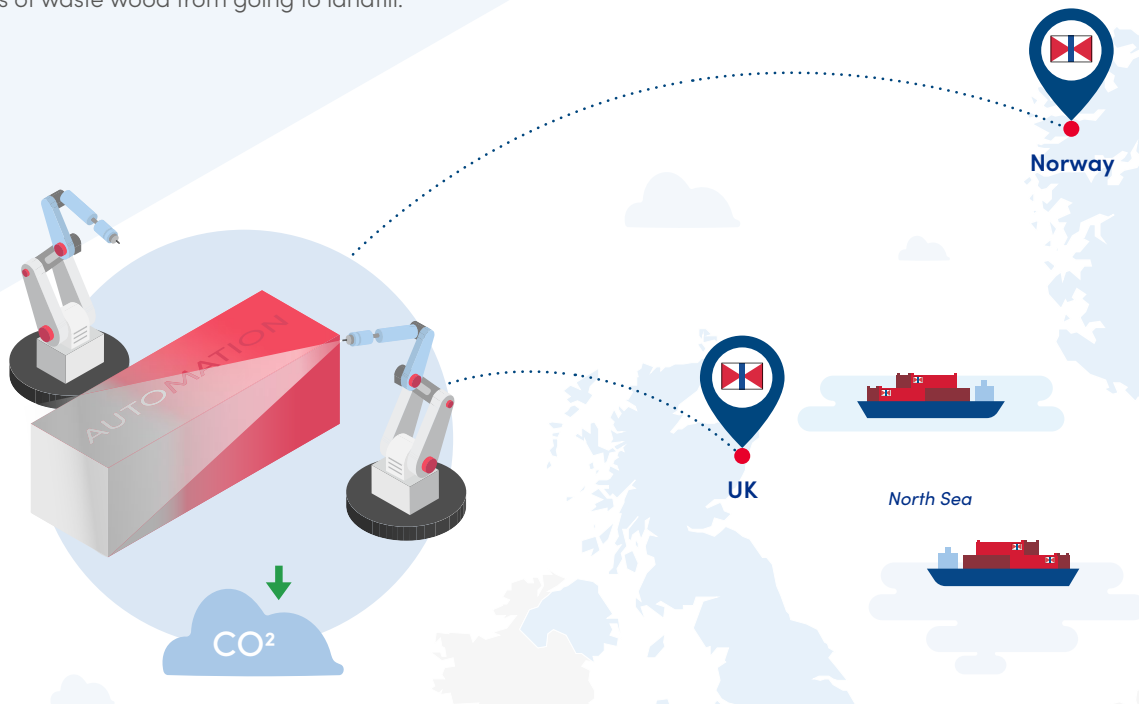 s of waste wood from going to landfill.
Norway
AUTOMATION
UK
North Sea
CO²